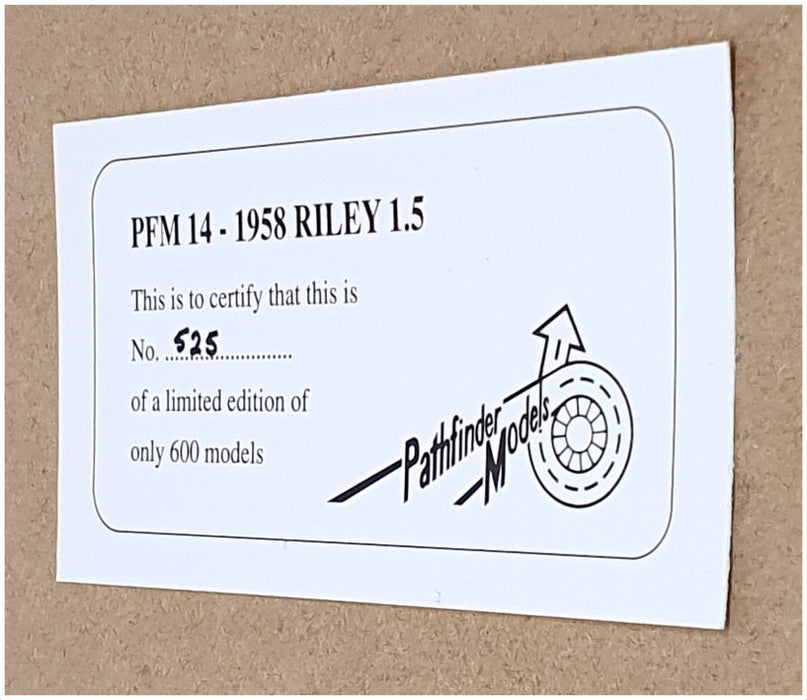 PFM 14 - 1958 RILEY 1.5
This is to certify that this is
No. 525
of a limited edition of
only 600 models
Pathfinder
Models